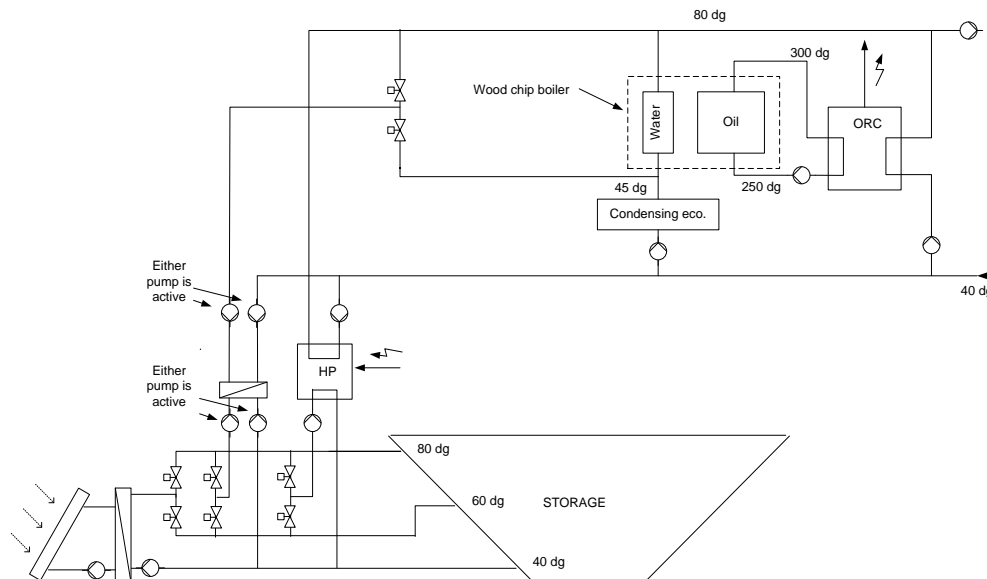 80 dg
300 dg
Wood chip boiler
Water
Oil
ORC
45 dg
250 dg
Condensing eco.
Either
pump is
active
40 dg
HP
Either
pump is
active
80 dg
60 dg
STORAGE
40 dg